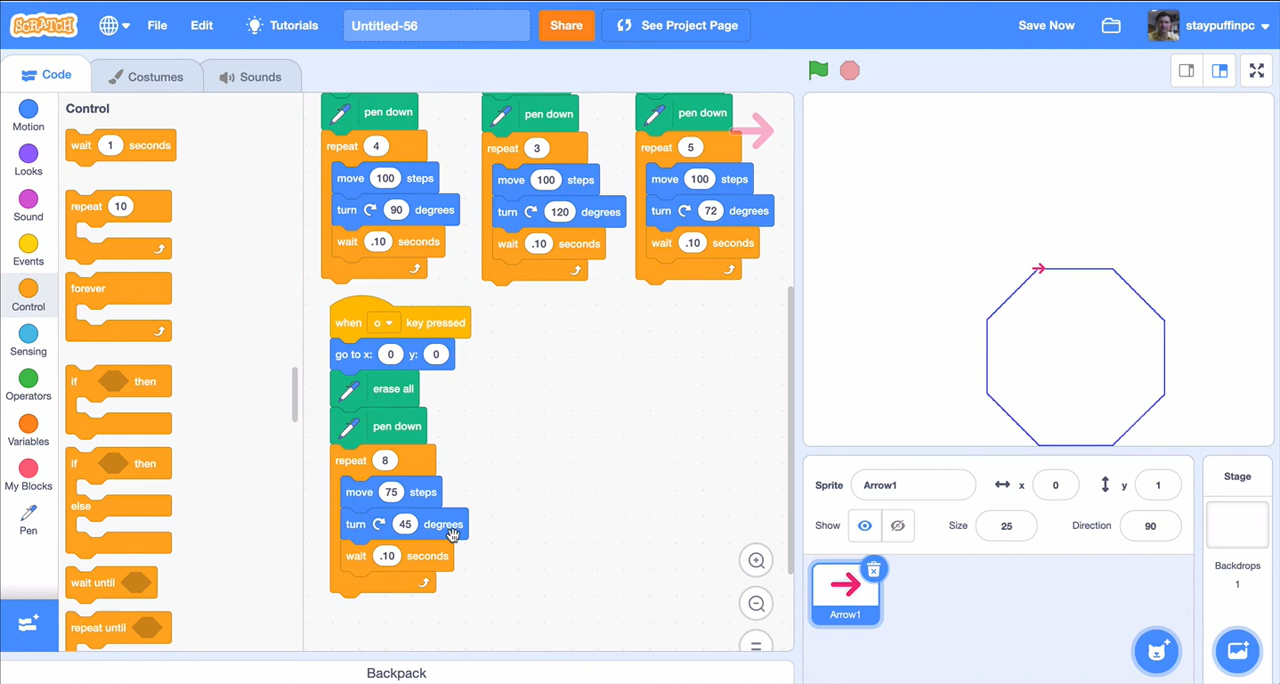 SCRATCH File Edit Tutorials Untitled-56 Share See Project Page Save Now staypuffinpc
Code Costumes Sounds
Motion
Looks
Sound
Events
Control
Sensing
Operators
Variables
My Blocks
Pen
Control
wait 1 seconds
repeat 10
forever
if then
if then
else
wait until
repeat until
pen down
repeat 4
move 100 steps
turn 90 degrees
wait .10 seconds
pen down
repeat 3
move 100 steps
turn 120 degrees
wait .10 seconds
pen down
repeat 5
move 100 steps
turn 72 degrees
wait .10 seconds
when o key pressed
go to x: 0 y: 0
erase all
pen down
repeat 8
move 75 steps
turn 45 degrees
wait .10 seconds
Backpack
Sprite Arrow1 x 0 y 1
Show Size 25 Direction 90
Arrow1
Stage
Backdrops
1